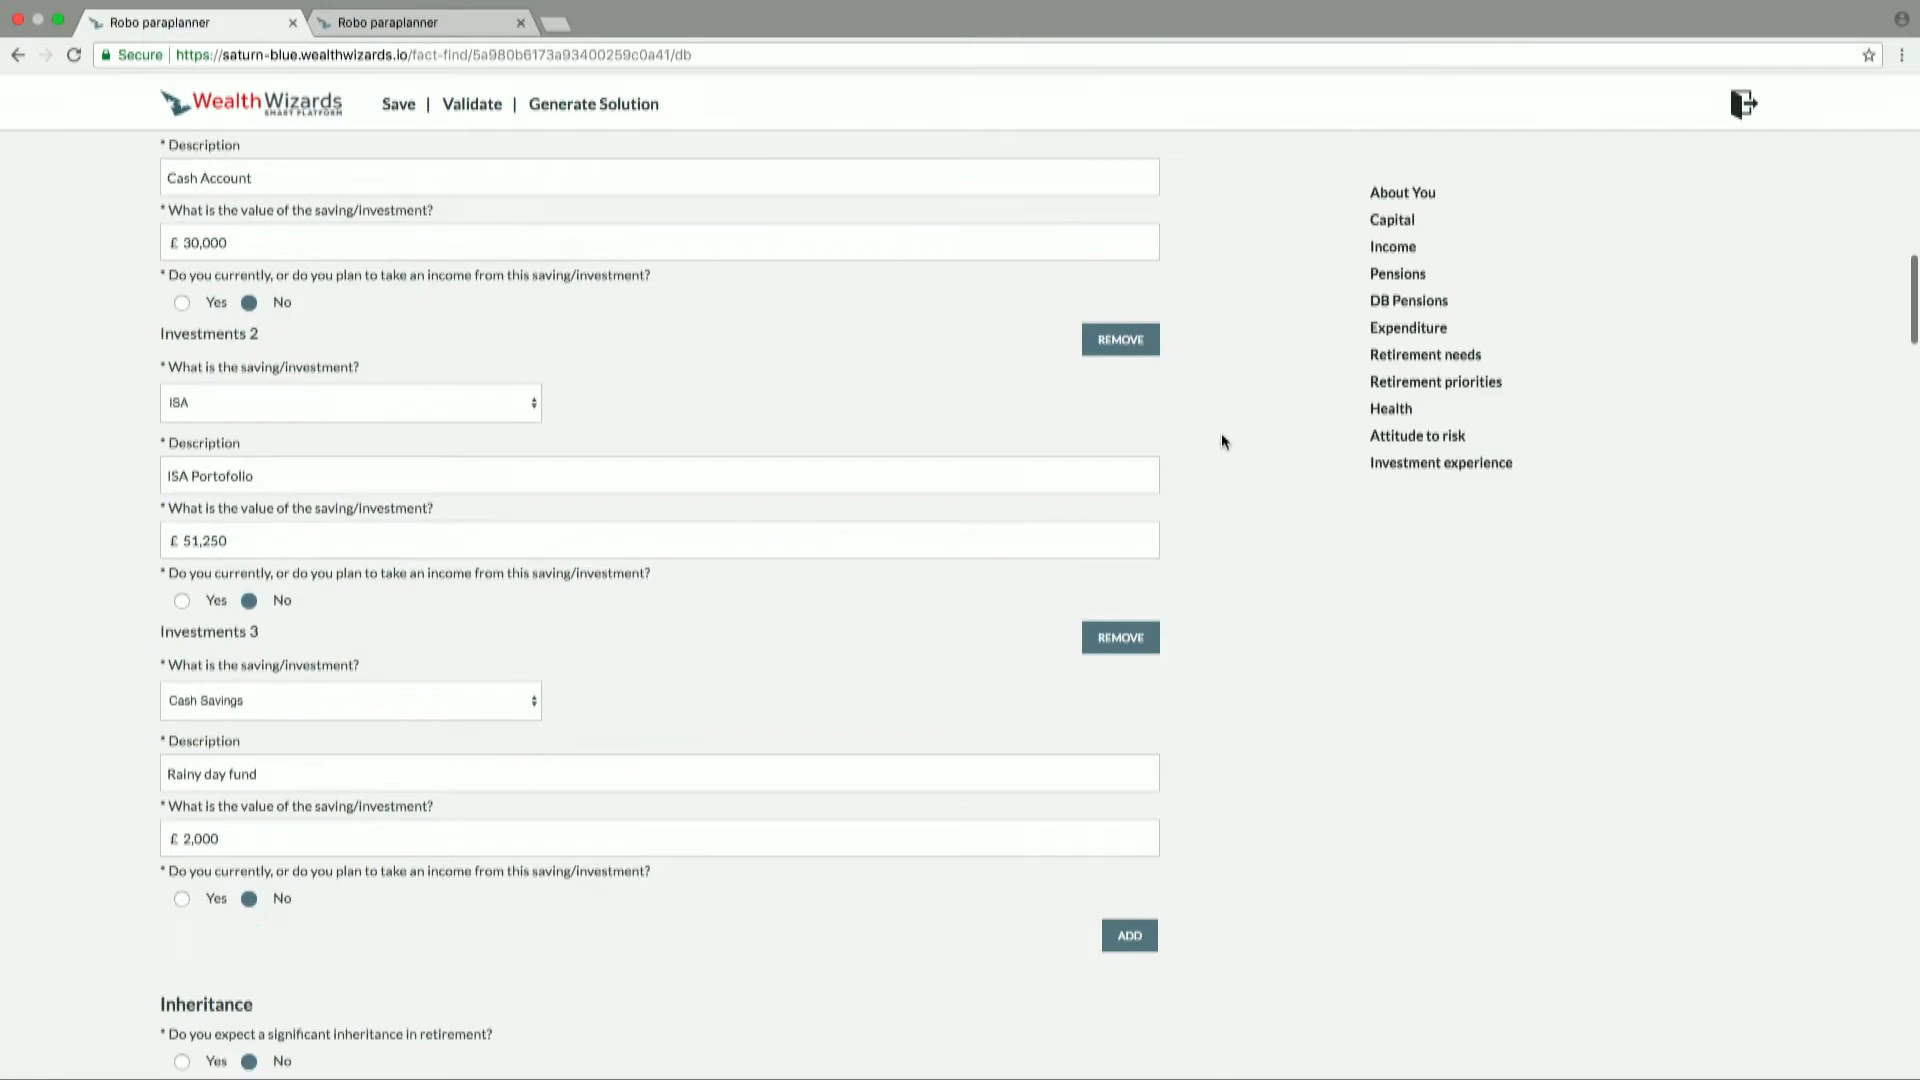 Robo paraplanner
Robo paraplanner
Secure https://saturn-blue.wealthwizards.io/fact-find/5a980b6173a93400259c0a41/db
WealthWizards
SMART PLATFORM
Save | Validate | Generate Solution
* Description
Cash Account
* What is the value of the saving/investment?
£ 30,000
* Do you currently, or do you plan to take an income from this saving/investment?
Yes No
Investments 2
REMOVE
* What is the saving/investment?
ISA
* Description
ISA Portofolio
* What is the value of the saving/investment?
£ 51,250
* Do you currently, or do you plan to take an income from this saving/investment?
Yes No
Investments 3
REMOVE
* What is the saving/investment?
Cash Savings
* Description
Rainy day fund
* What is the value of the saving/investment?
£ 2,000
* Do you currently, or do you plan to take an income from this saving/investment?
Yes No
ADD
Inheritance
* Do you expect a significant inheritance in retirement?
Yes No
About You
Capital
Income
Pensions
DB Pensions
Expenditure
Retirement needs
Retirement priorities
Health
Attitude to risk
Investment experience